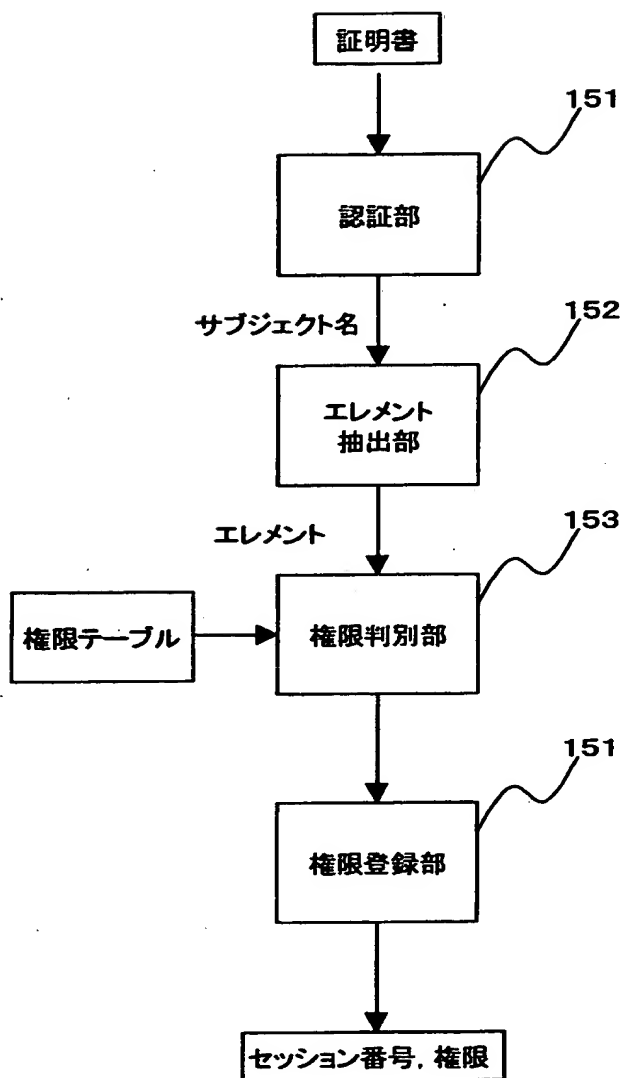 証明書
151
認証部
サブジェクト名
152
エレメント
抽出部
エレメント
153
権限テーブル
権限判別部
151
権限登録部
セッション番号, 権限